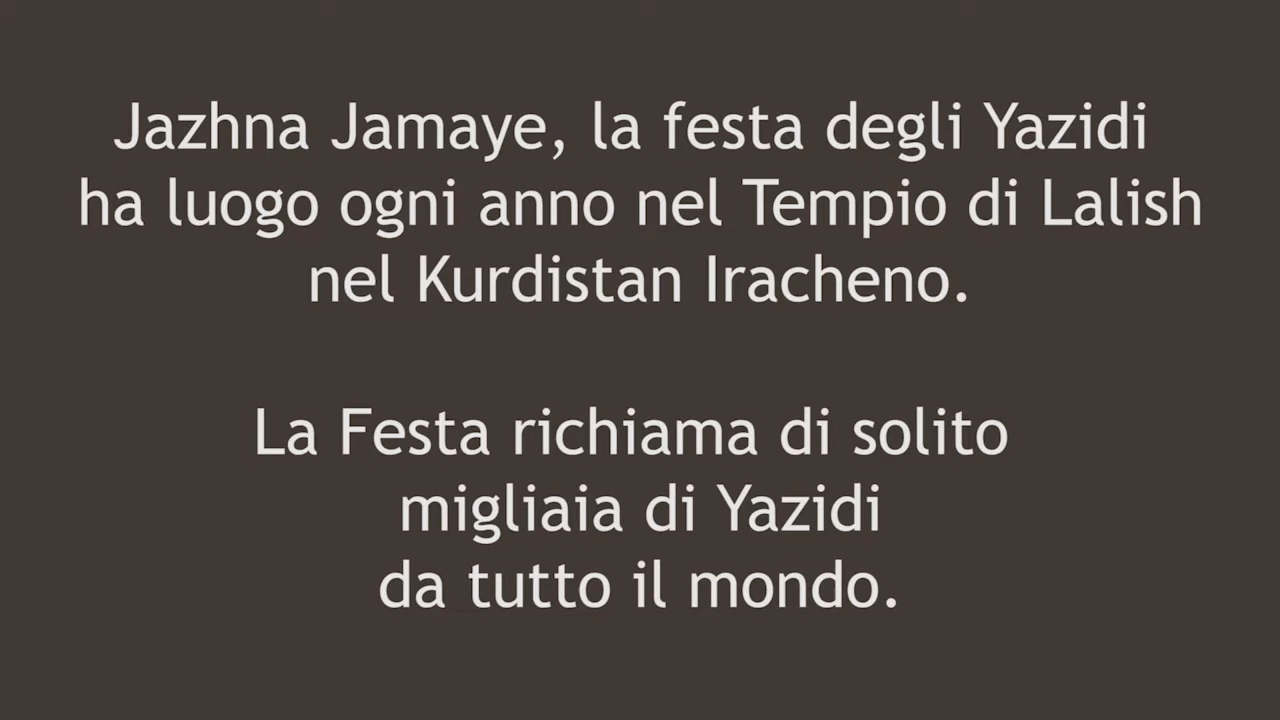 Jazhna Jamaye, la festa degli Yazidi
ha luogo ogni anno nel Tempio di Lalish
nel Kurdistan Iracheno.
La Festa richiama di solito
migliaia di Yazidi
da tutto il mondo.